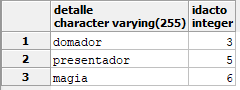 detalle idacto
character varying(255) integer
1 domador 3
2 presentador 5
3 magia 6